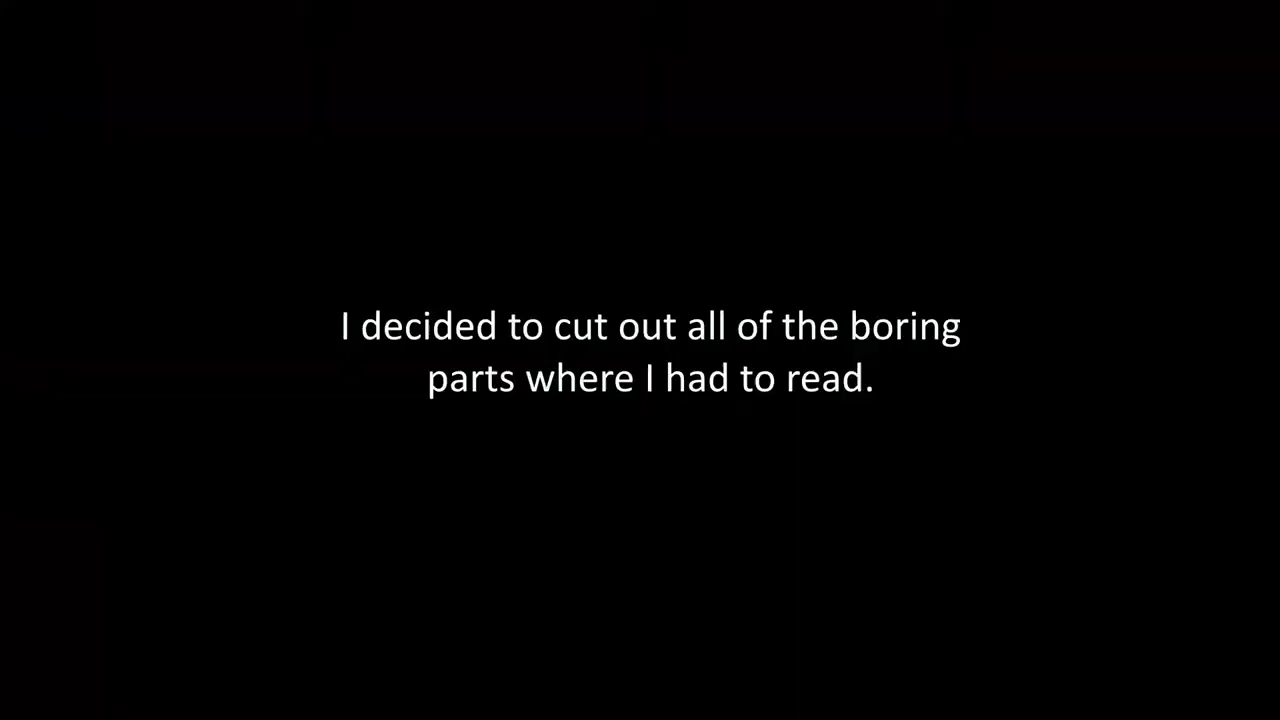 I decided to cut out all of the boring
parts where I had to read.